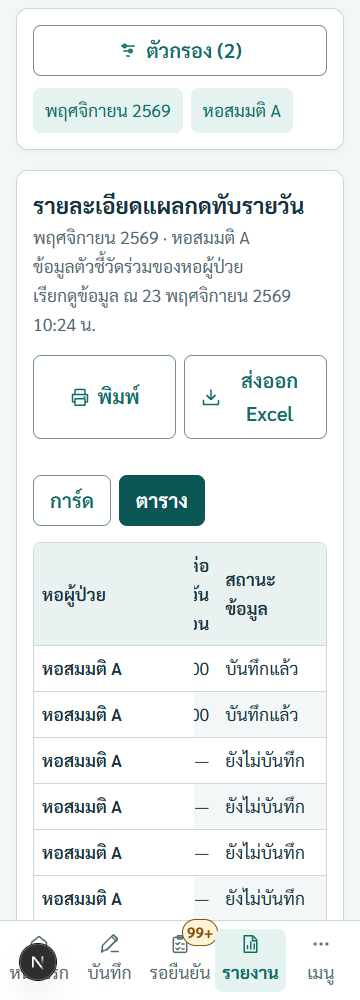 ตัวกรอง (2)
พฤศจิกายน 2569 หอสมมติ A
รายละเอียดแผลกดทับรายวัน
พฤศจิกายน 2569 · หอสมมติ A
ข้อมูลตัวชี้วัดร่วมของหอผู้ป่วย
เรียกดูข้อมูล ณ 23 พฤศจิกายน 2569
10:24 น.
พิมพ์
ส่งออก
Excel
การ์ด ตาราง
หอผู้ป่วย
สถานะ
ข้อมูล
หอสมมติ A 00 บันทึกแล้ว
หอสมมติ A 00 บันทึกแล้ว
หอสมมติ A — ยังไม่บันทึก
หอสมมติ A — ยังไม่บันทึก
หอสมมติ A — ยังไม่บันทึก
หอสมมติ A — ยังไม่บันทึก
99+
N
บันทึก รอยืนยัน รายงาน เมนู